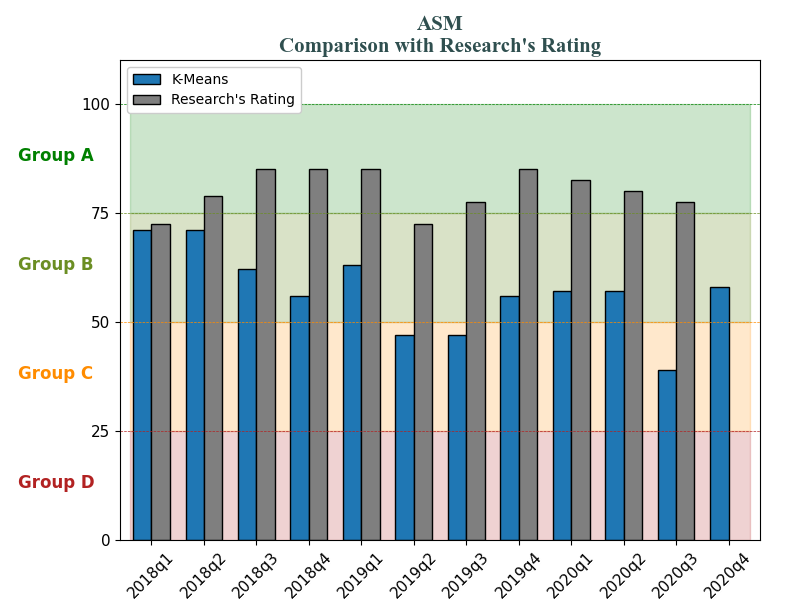 ASM
Comparison with Research's Rating
K-Means
Research's Rating
100
Group A
75
Group B
50
Group C
25
Group D
0
2018q1
2018q2
2018q3
2018q4
2019q1
2019q2
2019q3
2019q4
2020q1
2020q2
2020q3
2020q4